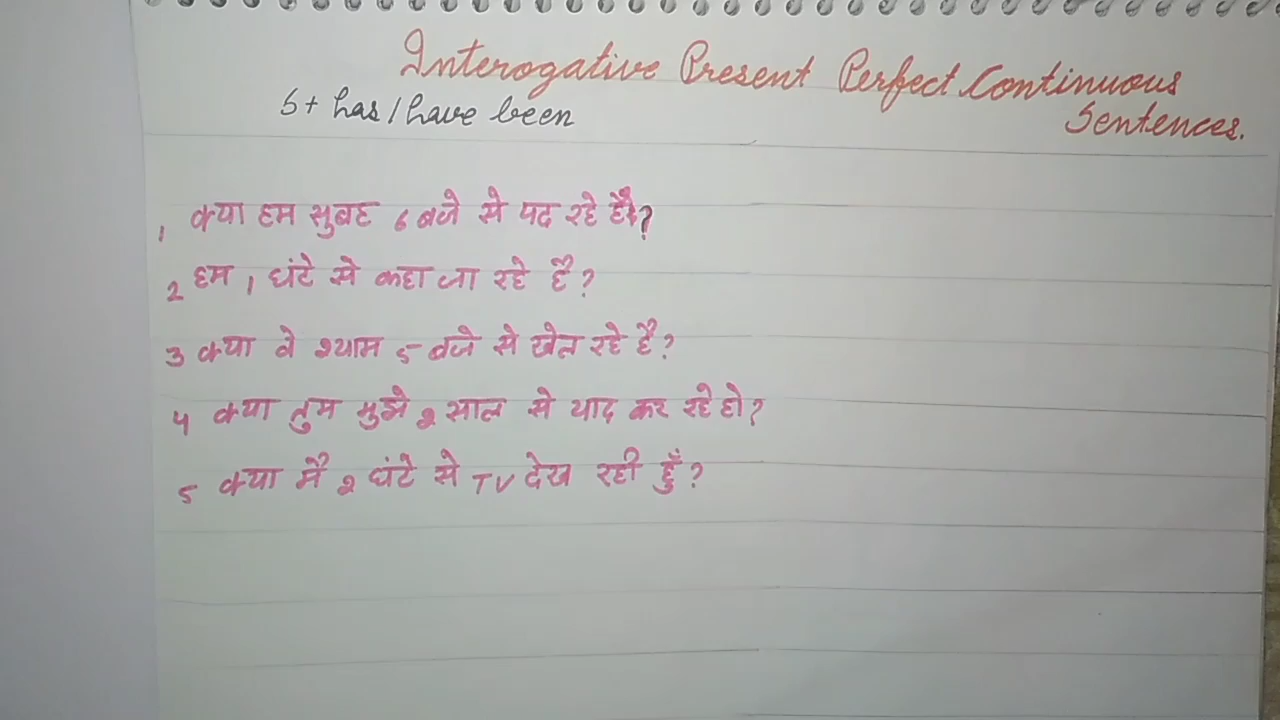 Interogative Present Perfect Continuous
Sentences.
S+ has/have been
1 क्या हम सुबह 6 बजे से पढ रहे हैं?
2 हम 1 घंटे से कहा जा रहे है?
3 क्या वे श्याम 5 बजे से खेल रहे है?
4 क्या तुम मुझे 2 साल से याद कर रहे हो?
5 क्या मै 2 घंटे से TV देख रही हुँ?